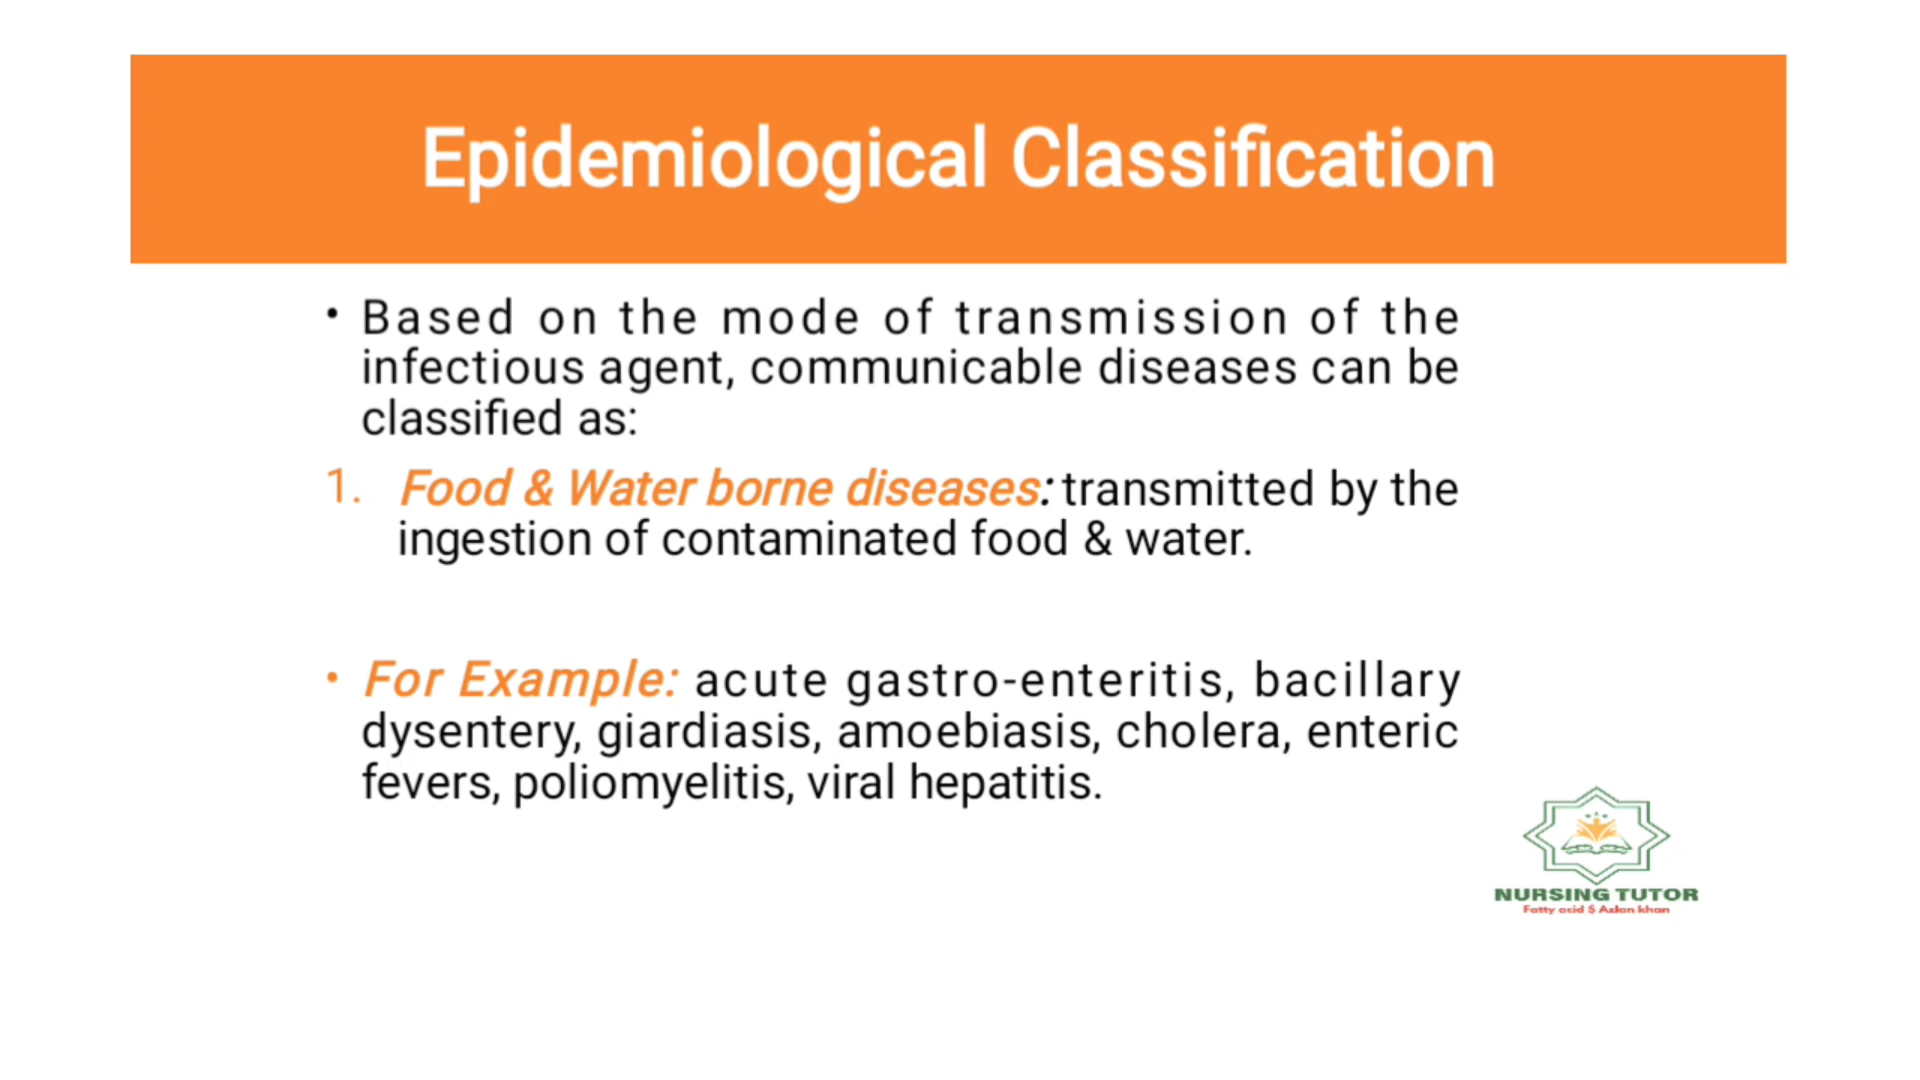 Epidemiological Classification
• Based on the mode of transmission of the
infectious agent, communicable diseases can be
classified as:
1. Food & Water borne diseases: transmitted by the
ingestion of contaminated food & water.
• For Example: acute gastro-enteritis, bacillary
dysentery, giardiasis, amoebiasis, cholera, enteric
fevers, poliomyelitis, viral hepatitis.
NURSING TUTOR
Fatty acid $ Azlan khan